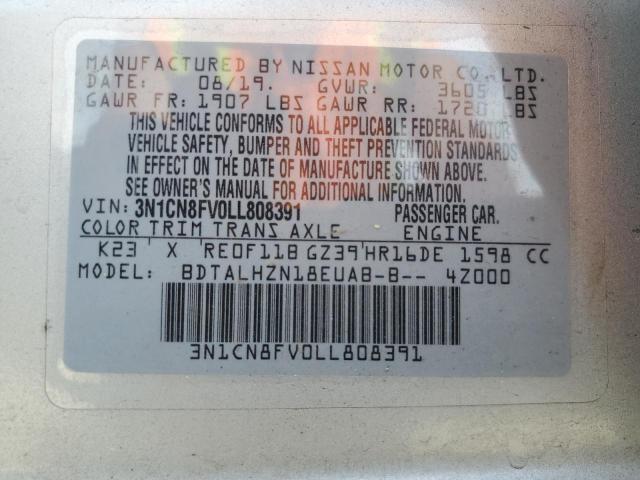 MANUFACTURED BY NISSAN MOTOR CO., LTD.
DATE: 08/19. GVWR: 3605 LBS
GAWR FR: 1907 LBS GAWR RR: 1720 LBS
THIS VEHICLE CONFORMS TO ALL APPLICABLE FEDERAL MOTOR
VEHICLE SAFETY, BUMPER AND THEFT PREVENTION STANDARDS
IN EFFECT ON THE DATE OF MANUFACTURE SHOWN ABOVE.
SEE OWNER'S MANUAL FOR ADDITIONAL INFORMATION.
VIN: 3N1CN8FV0LL808391 PASSENGER CAR.
COLOR TRIM TRANS AXLE ENGINE
K23 X RE0F11B GZ39 HR16DE 1598 CC
MODEL: BDTALHZN18EUAB-B-- 4Z000
3N1CN8FV0LL808391